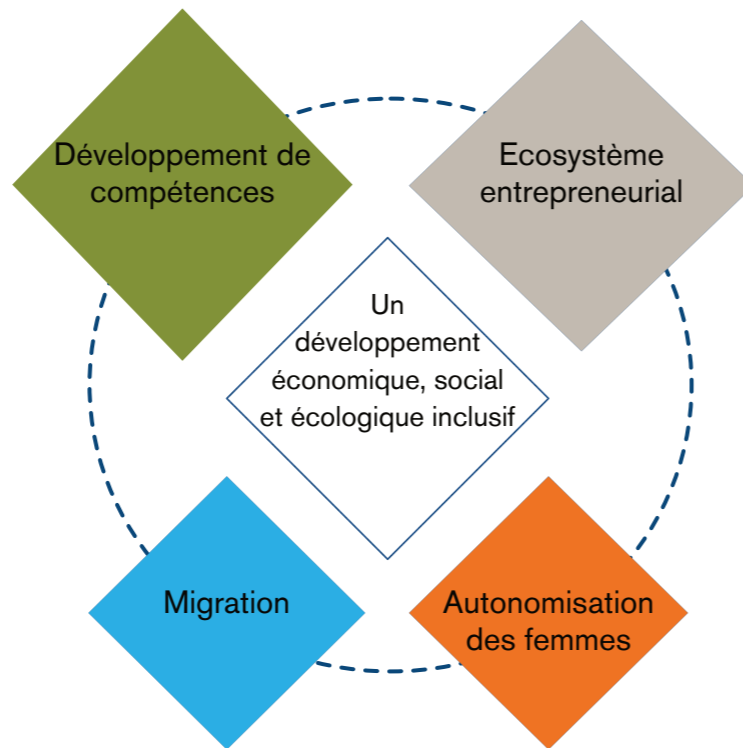 Développement de
compétences
Ecosystème
entrepreneurial
Un
développement
économique, social
et écologique inclusif
Migration
Autonomisation
des femmes